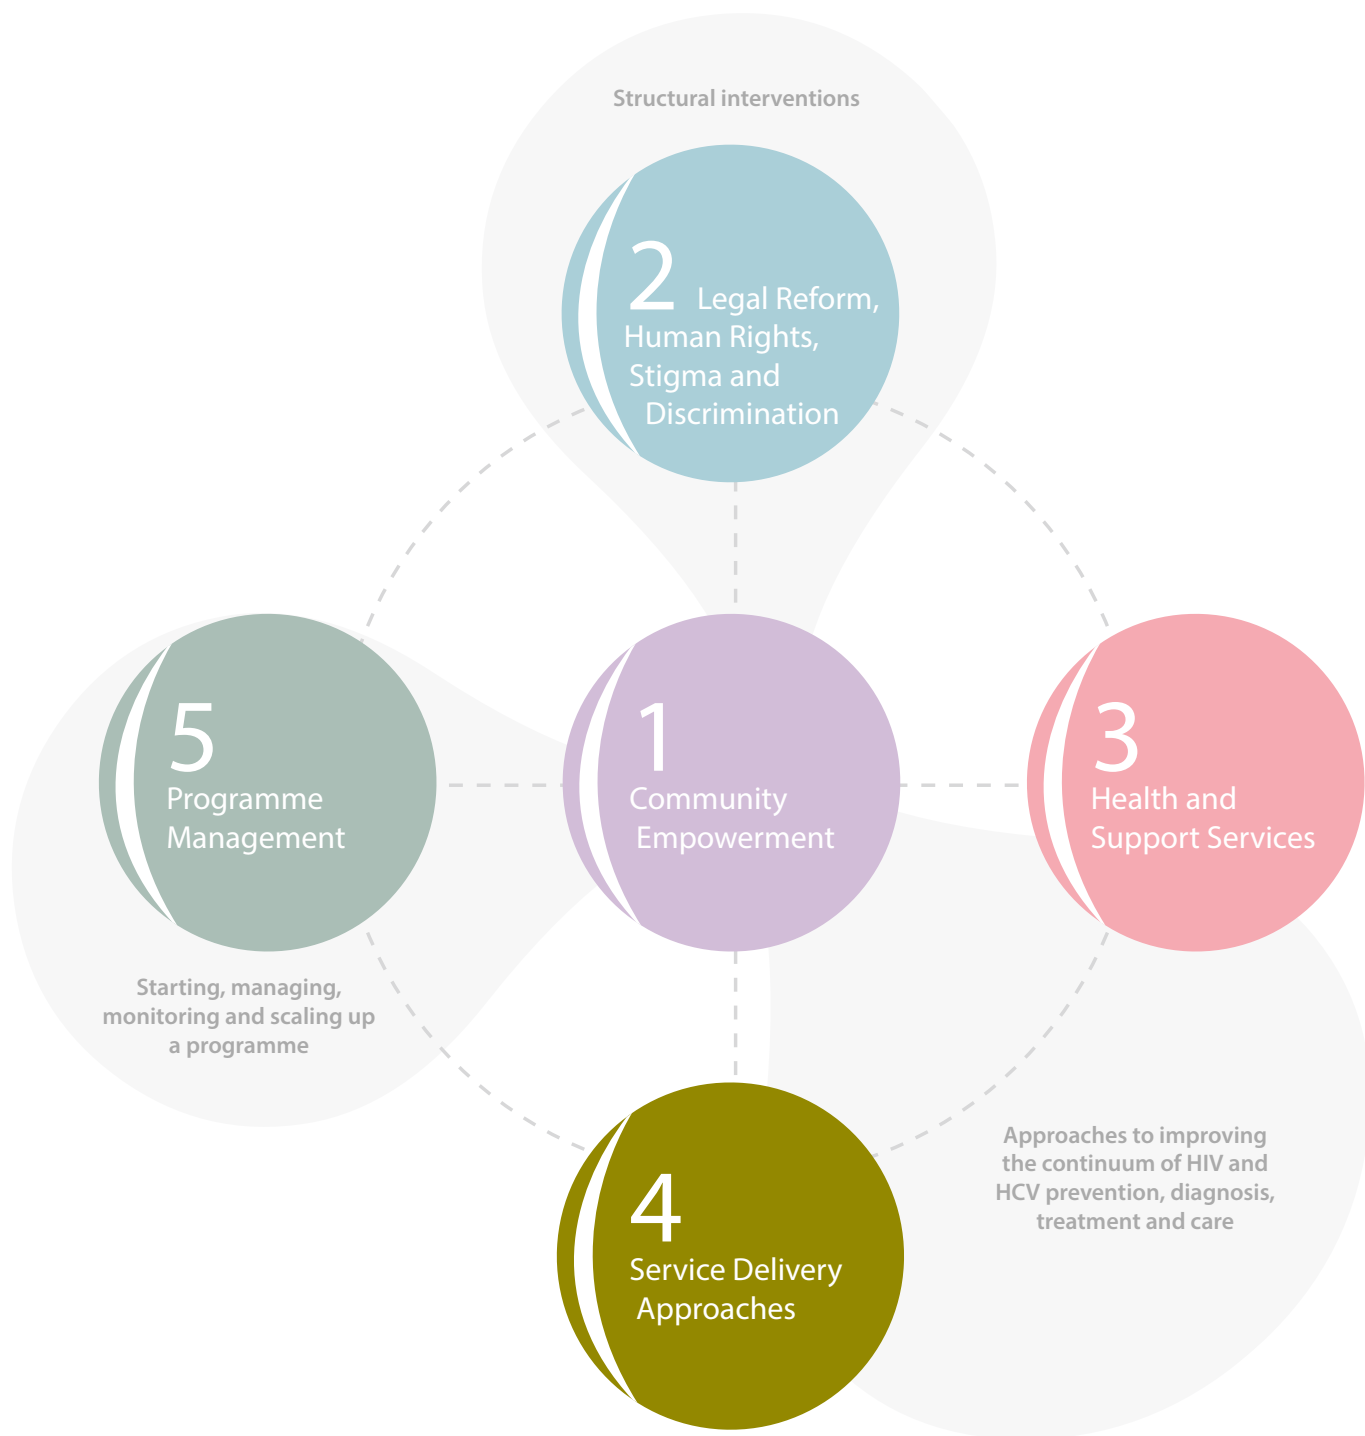 Structural interventions
2 Legal Reform,
Human Rights,
Stigma and
Discrimination
5
Programme
Management
1
Community
Empowerment
3
Health and
Support Services
Starting, managing,
monitoring and scaling up
a programme
Approaches to improving
the continuum of HIV and
HCV prevention, diagnosis,
treatment and care
4
Service Delivery
Approaches